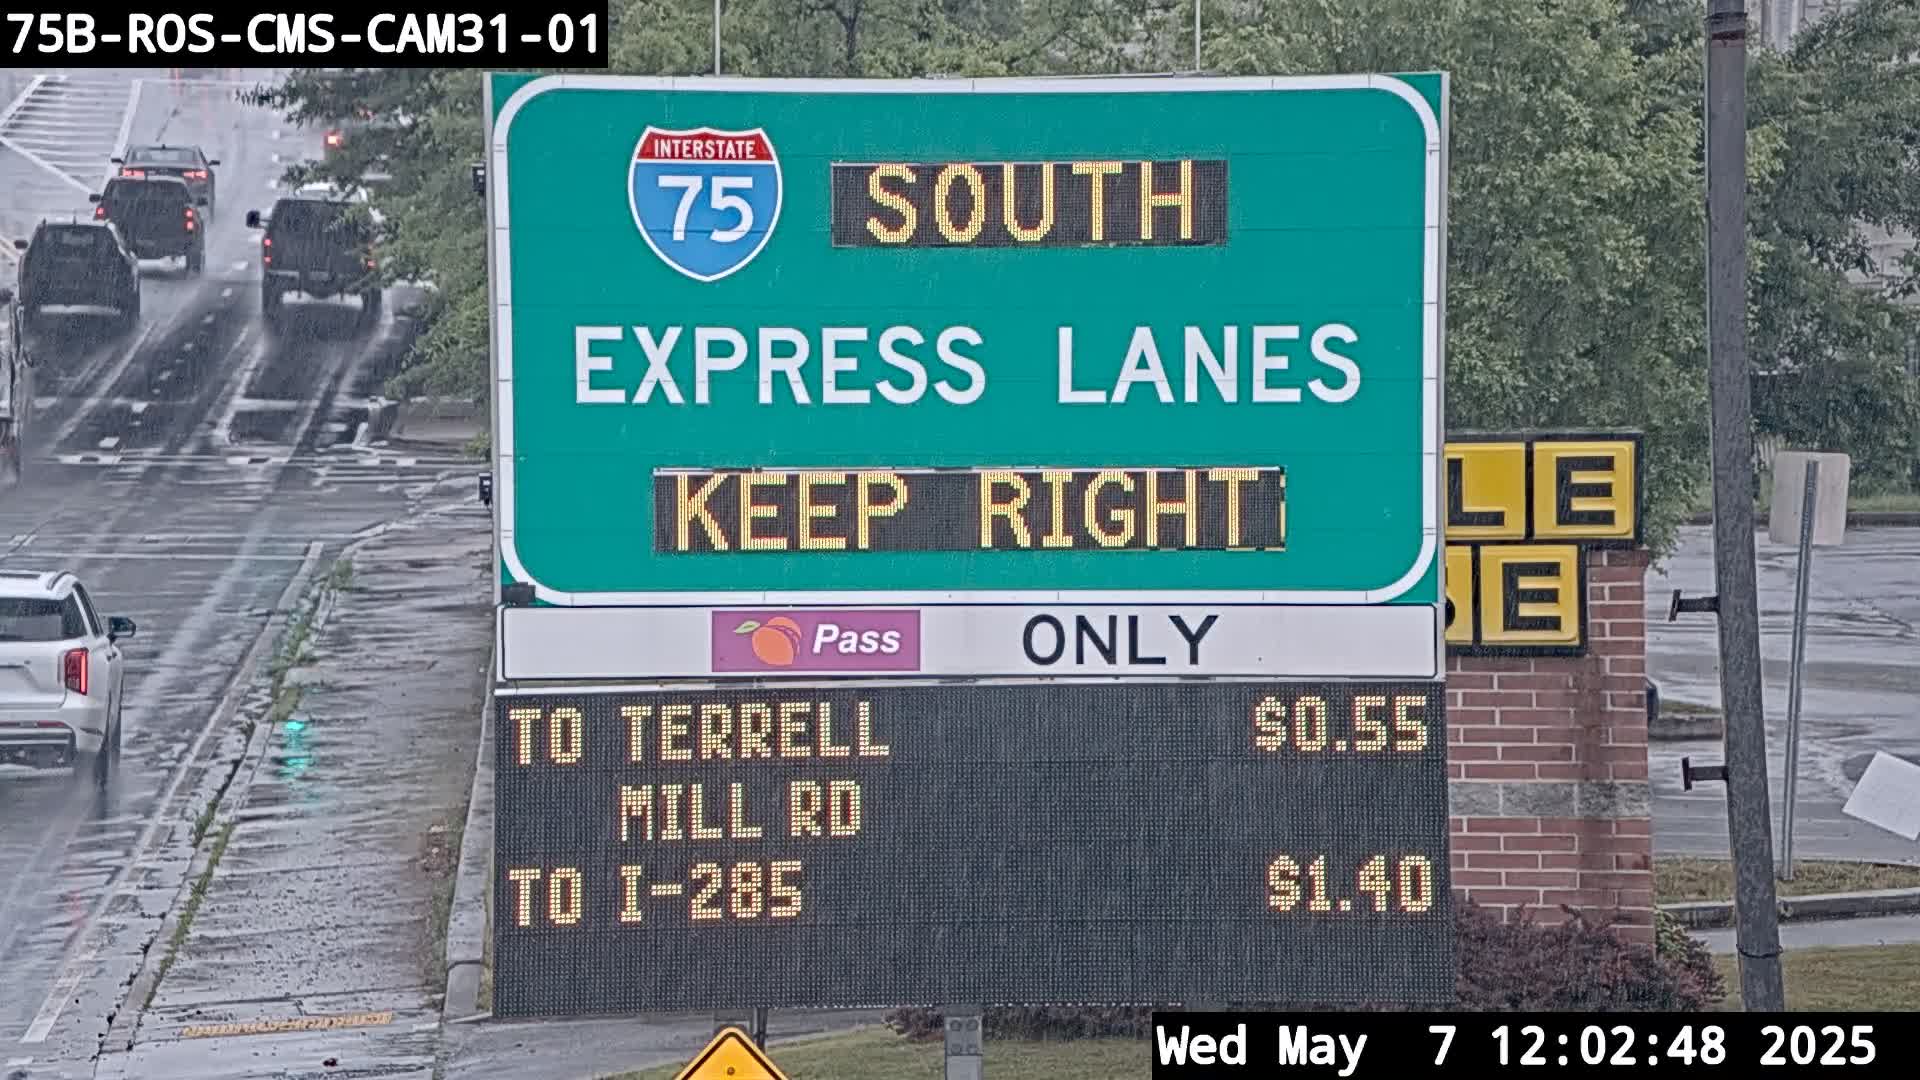 75B-ROS-CMS-CAM31-01
INTERSTATE
75
SOUTH
EXPRESS LANES
KEEP RIGHT
Pass ONLY
TO TERRELL $0.55
MILL RD
TO I-285 $1.40
LE
E
Wed May 7 12:02:48 2025